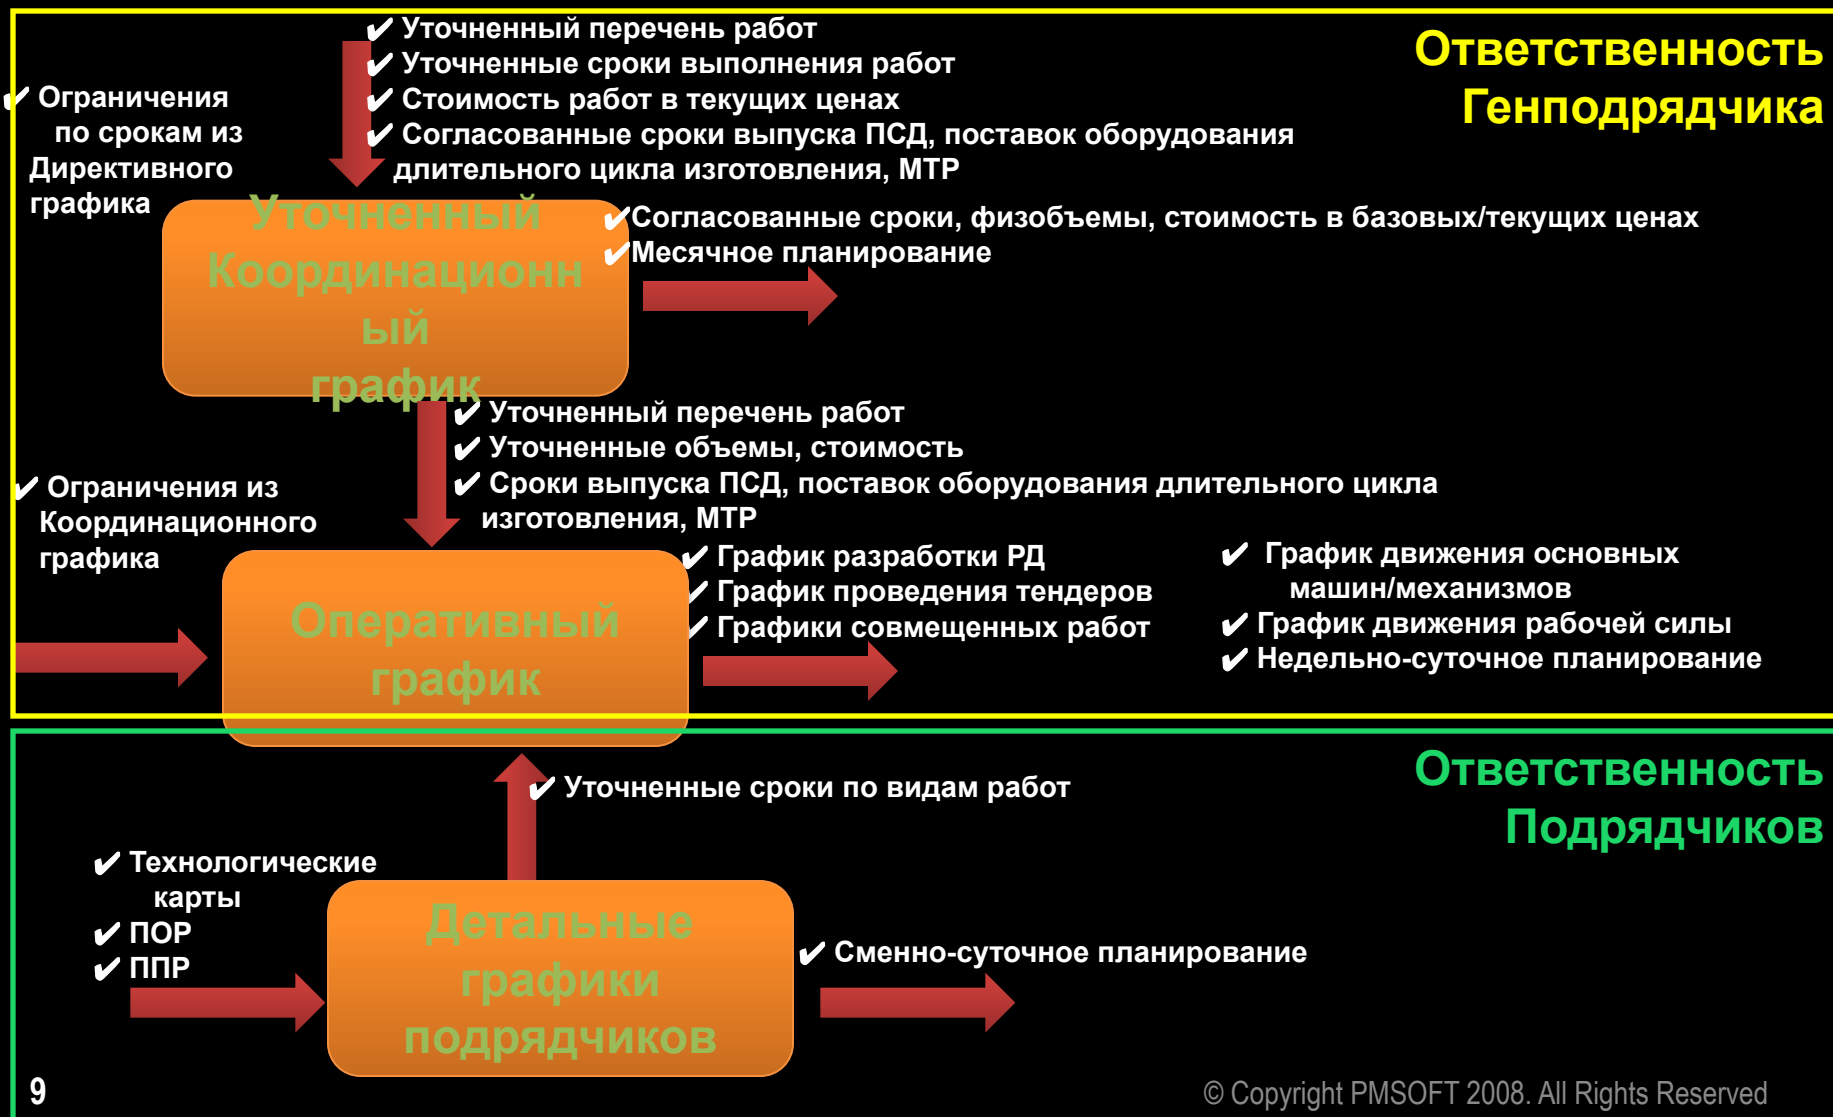 ✔ Уточненный перечень работ
✔ Уточненные сроки выполнения работ
✔ Стоимость работ в текущих ценах
✔ Согласованные сроки выпуска ПСД, поставок оборудования
длительного цикла изготовления, МТР
Ответственность
Генподрядчика
✔ Ограничения
по срокам из
Директивного
графика
Уточненный
Координационн
ый
график
✔Согласованные сроки, физобъемы, стоимость в базовых/текущих ценах
✔Месячное планирование
✔ Уточненный перечень работ
✔ Уточненные объемы, стоимость
✔ Сроки выпуска ПСД, поставок оборудования длительного цикла
изготовления, МТР
✔ Ограничения из
Координационного
графика
Оперативный
график
✔ График разработки РД
✔ График проведения тендеров
✔ Графики совмещенных работ
✔ График движения основных
машин/механизмов
✔ График движения рабочей силы
✔ Недельно-суточное планирование
Ответственность
Подрядчиков
✔ Уточненные сроки по видам работ
✔ Технологические
карты
✔ ПОР
✔ ППР
Детальные
графики
подрядчиков
✔ Сменно-суточное планирование
9
© Copyright PMSOFT 2008. All Rights Reserved